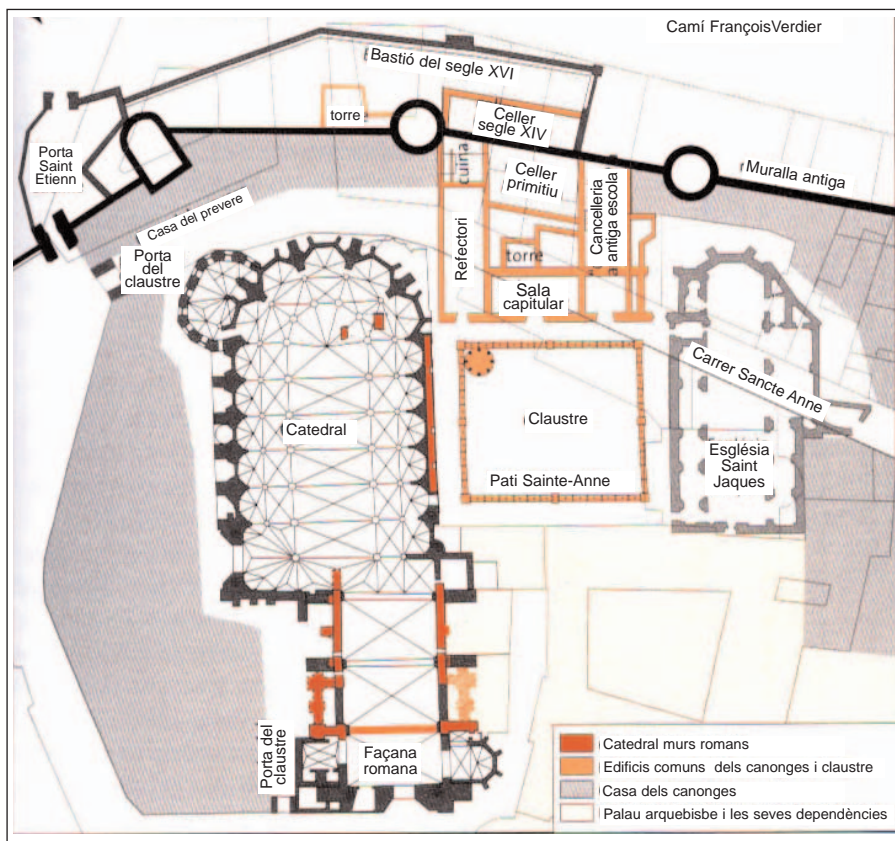 Camí FrançoisVerdier
Bastió del segle XVI
torre
Celler
segle XIV
Porta
Saint
Etienn
cuina
Celler
primitiu
Muralla antiga
Cancelleria
a antiga escola
Casa del prevere
Refectori
Porta
del
claustre
torre
Sala
capitular
Carrer Sancte Anne
Catedral
Claustre
Església
Saint
Jaques
Pati Sainte-Anne
Porta del
claustre
Façana
romana
Catedral murs romans
Edificis comuns dels canonges i claustre
Casa dels canonges
Palau arquebisbe i les seves dependències